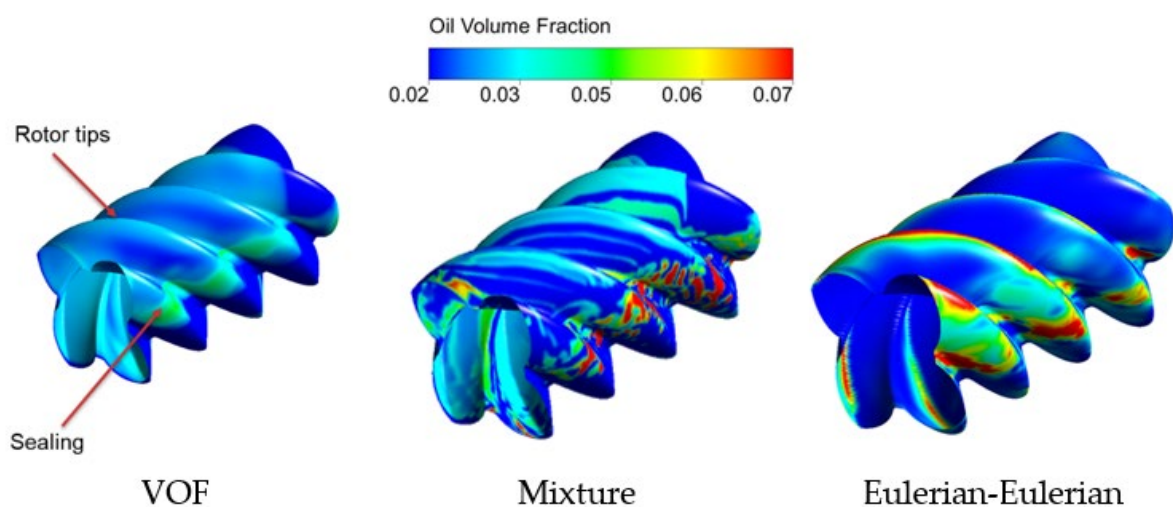 Oil Volume Fraction
0.02 0.03 0.05 0.06 0.07
Rotor tips
Sealing
VOF Mixture Eulerian-Eulerian